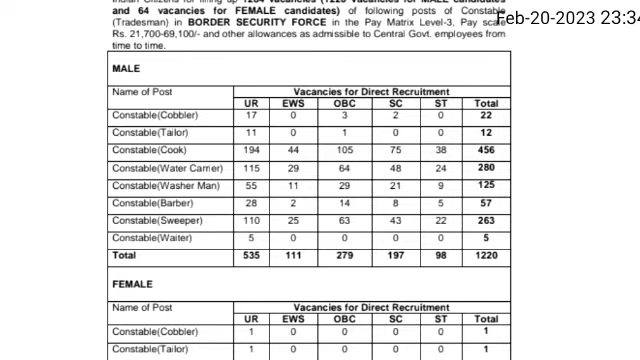 Indian Citizens for filling up 1284 vacancies (1220 vacancies for MALE candidates
and 64 vacancies for FEMALE candidates) of following posts of Constable
(Tradesman) in BORDER SECURITY FORCE in the Pay Matrix Level-3, Pay scale
Feb-20-2023 23:34
Rs. 21,700-69,100/- and other allowances as admissible to Central Govt. employees from
time to time.
MALE
Name of Post Vacancies for Direct Recruitment
UR EWS OBC SC ST Total
Constable(Cobbler) 17 0 3 2 0 22
Constable(Tailor) 11 0 1 0 0 12
Constable(Cook) 194 44 105 75 38 456
Constable(Water Carrier) 115 29 64 48 24 280
Constable(Washer Man) 55 11 29 21 9 125
Constable(Barber) 28 2 14 8 5 57
Constable(Sweeper) 110 25 63 43 22 263
Constable(Waiter) 5 0 0 0 0 5
Total 535 111 279 197 98 1220
FEMALE
Name of Post Vacancies for Direct Recruitment
UR EWS OBC SC ST Total
Constable(Cobbler) 1 0 0 0 0 1
Constable(Tailor) 1 0 0 0 0 1